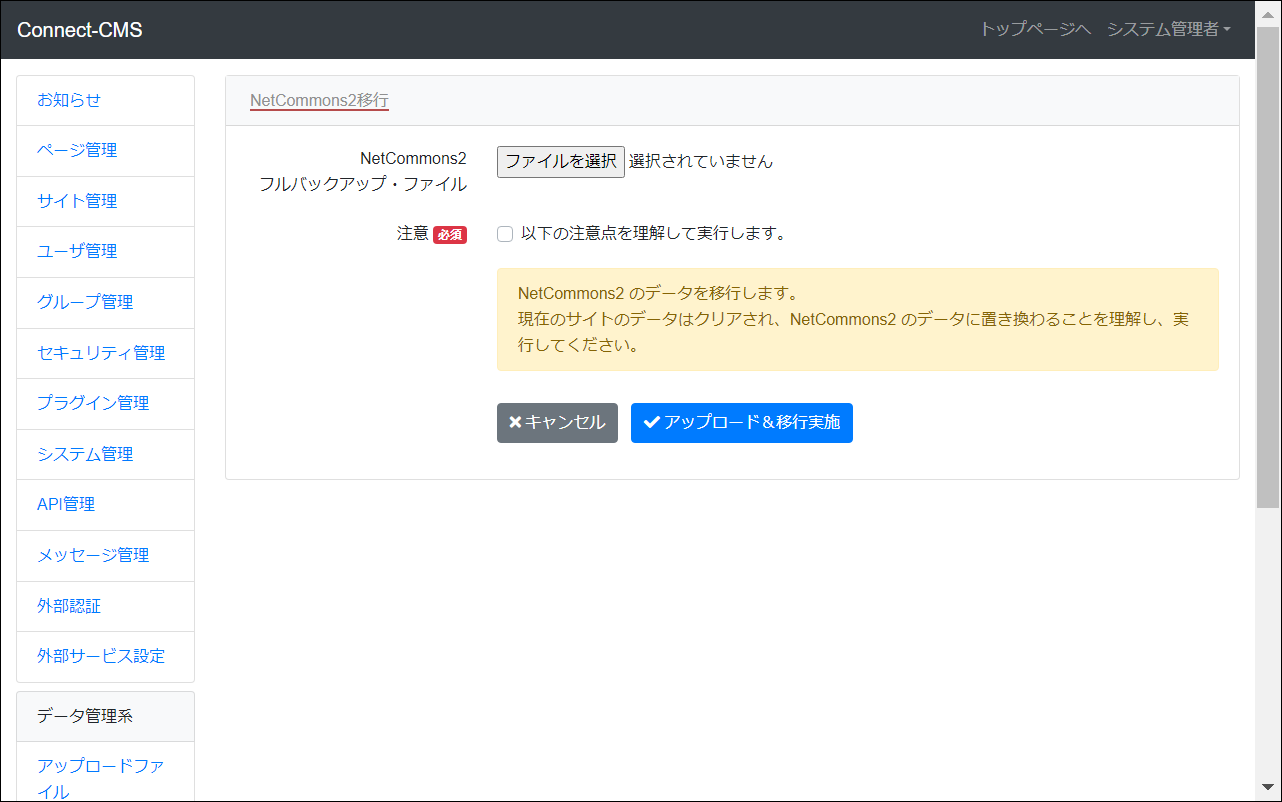 Connect-CMS
トップページへ
システム管理者
お知らせ
ページ管理
サイト管理
ユーザ管理
グループ管理
セキュリティ管理
プラグイン管理
システム管理
API管理
メッセージ管理
外部認証
外部サービス設定
データ管理系
アップロードファ
イル
NetCommons2移行
NetCommons2
フルバックアップ・ファイル
ファイルを選択 選択されていません
注意 必須
以下の注意点を理解して実行します。
NetCommons2 のデータを移行します。
現在のサイトのデータはクリアされ、NetCommons2 のデータに置き換わることを理解し、実
行してください。
キャンセル
アップロード＆移行実施